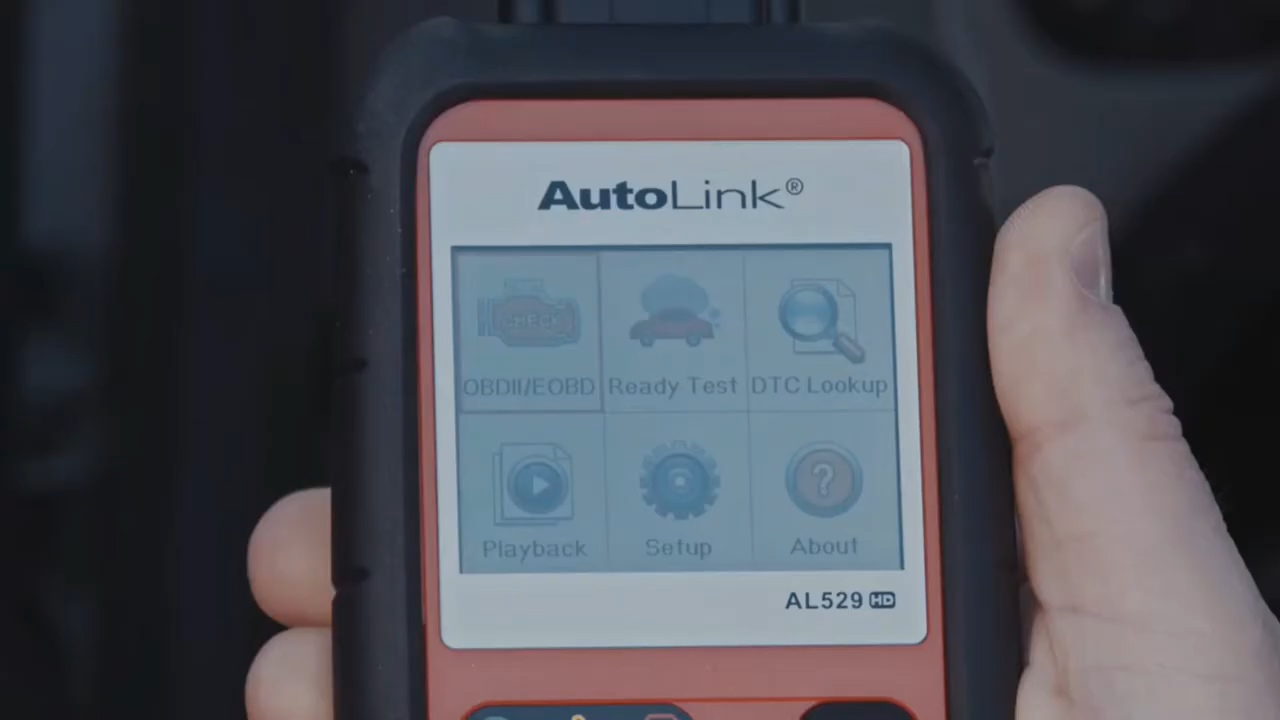 AutoLink®
CHECK
OBDII/EOBD Ready Test DTC Lookup
?
Playback Setup About
AL529 HD